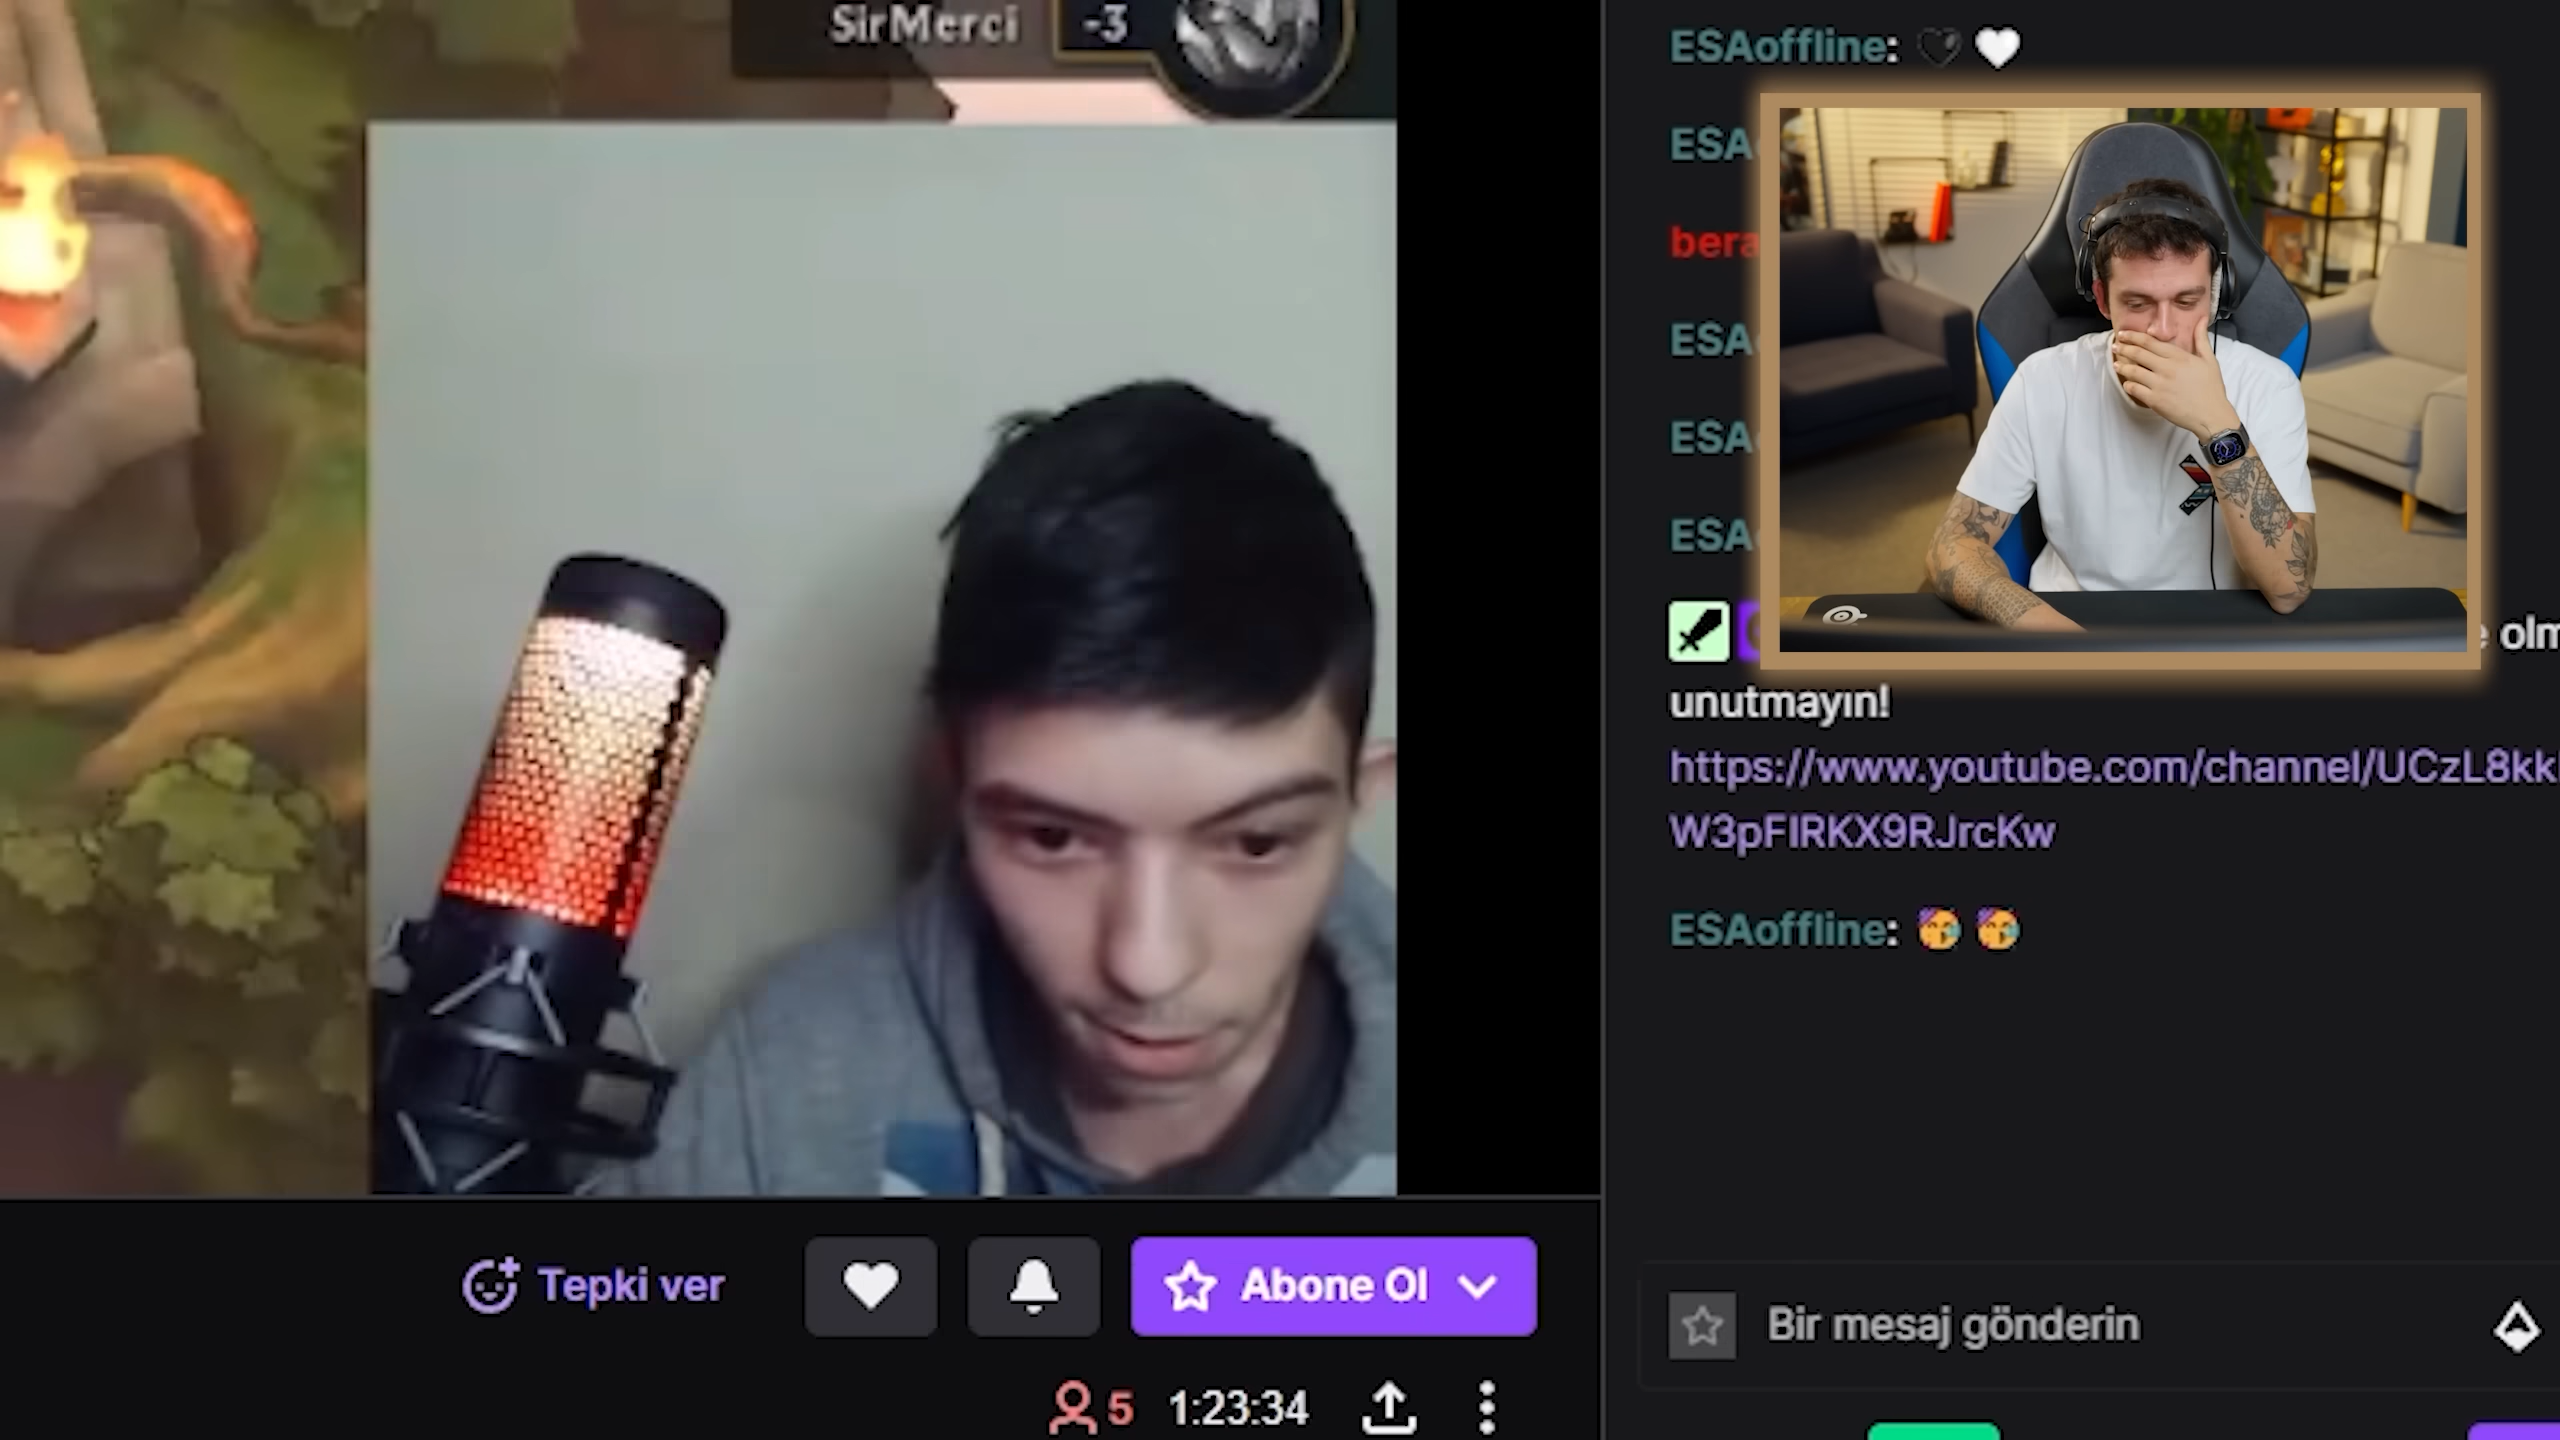 SirMerci -3
ESAoffline:
ESA
bera
ESA
ESA
ESA
olm
unutmayın!
https://www.youtube.com/channel/UCzL8kk
W3pFIRKX9RJrcKw
ESAoffline:
Tepki ver
Abone Ol
Bir mesaj gönderin
5 1:23:34